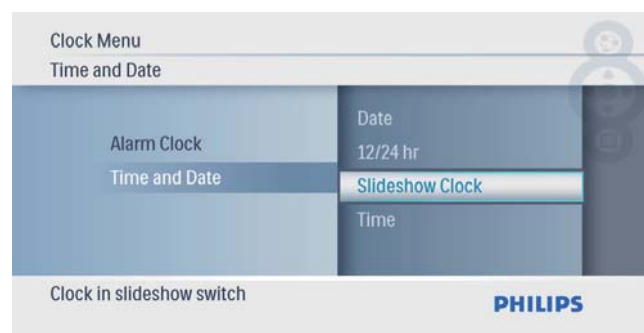 Clock Menu
Time and Date
Alarm Clock
Time and Date
Date
12/24 hr
Slideshow Clock
Time
Clock in slideshow switch
PHILIPS